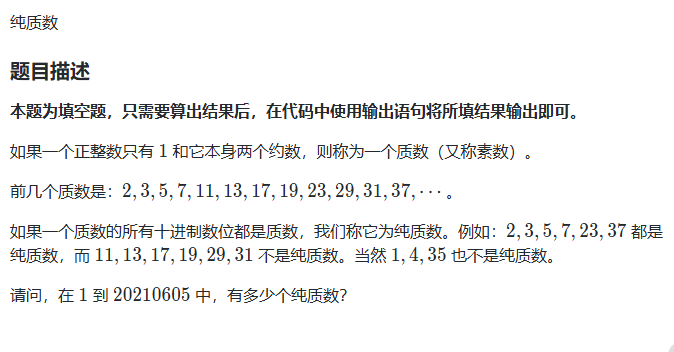 纯质数
题目描述
本题为填空题，只需要算出结果后，在代码中使用输出语句将所填结果输出即可。
如果一个正整数只有 1 和它本身两个约数，则称为一个质数（又称素数）。
前几个质数是：2, 3, 5, 7, 11, 13, 17, 19, 23, 29, 31, 37, ⋯ 。
如果一个质数的所有十进制数位都是质数，我们称它为纯质数。例如：2, 3, 5, 7, 23, 37 都是
纯质数，而 11, 13, 17, 19, 29, 31 不是纯质数。当然 1, 4, 35 也不是纯质数。
请问，在 1 到 20210605 中，有多少个纯质数？